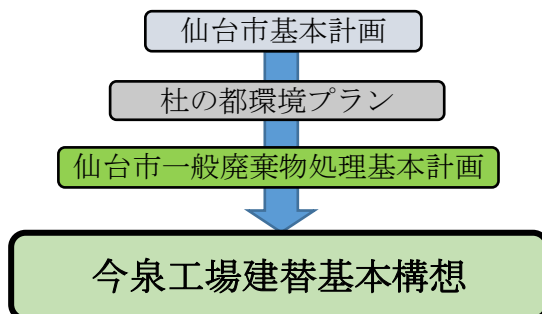 仙台市基本計画
杜の都環境プラン
仙台市一般廃棄物処理基本計画
今泉工場建替基本構想